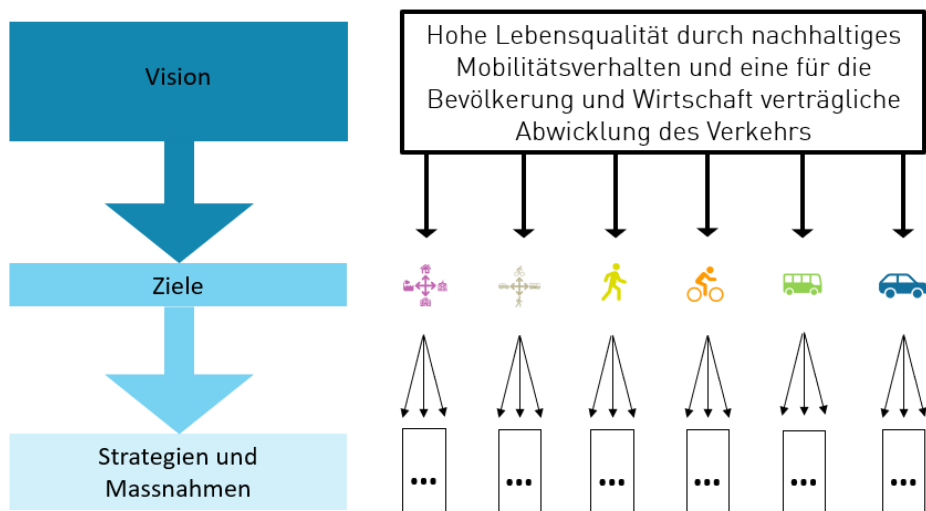 Vision
Hohe Lebensqualität durch nachhaltiges
Mobilitätsverhalten und eine für die
Bevölkerung und Wirtschaft verträgliche
Abwicklung des Verkehrs
Ziele
Strategien und
Massnahmen
... ... ... ... ... ...